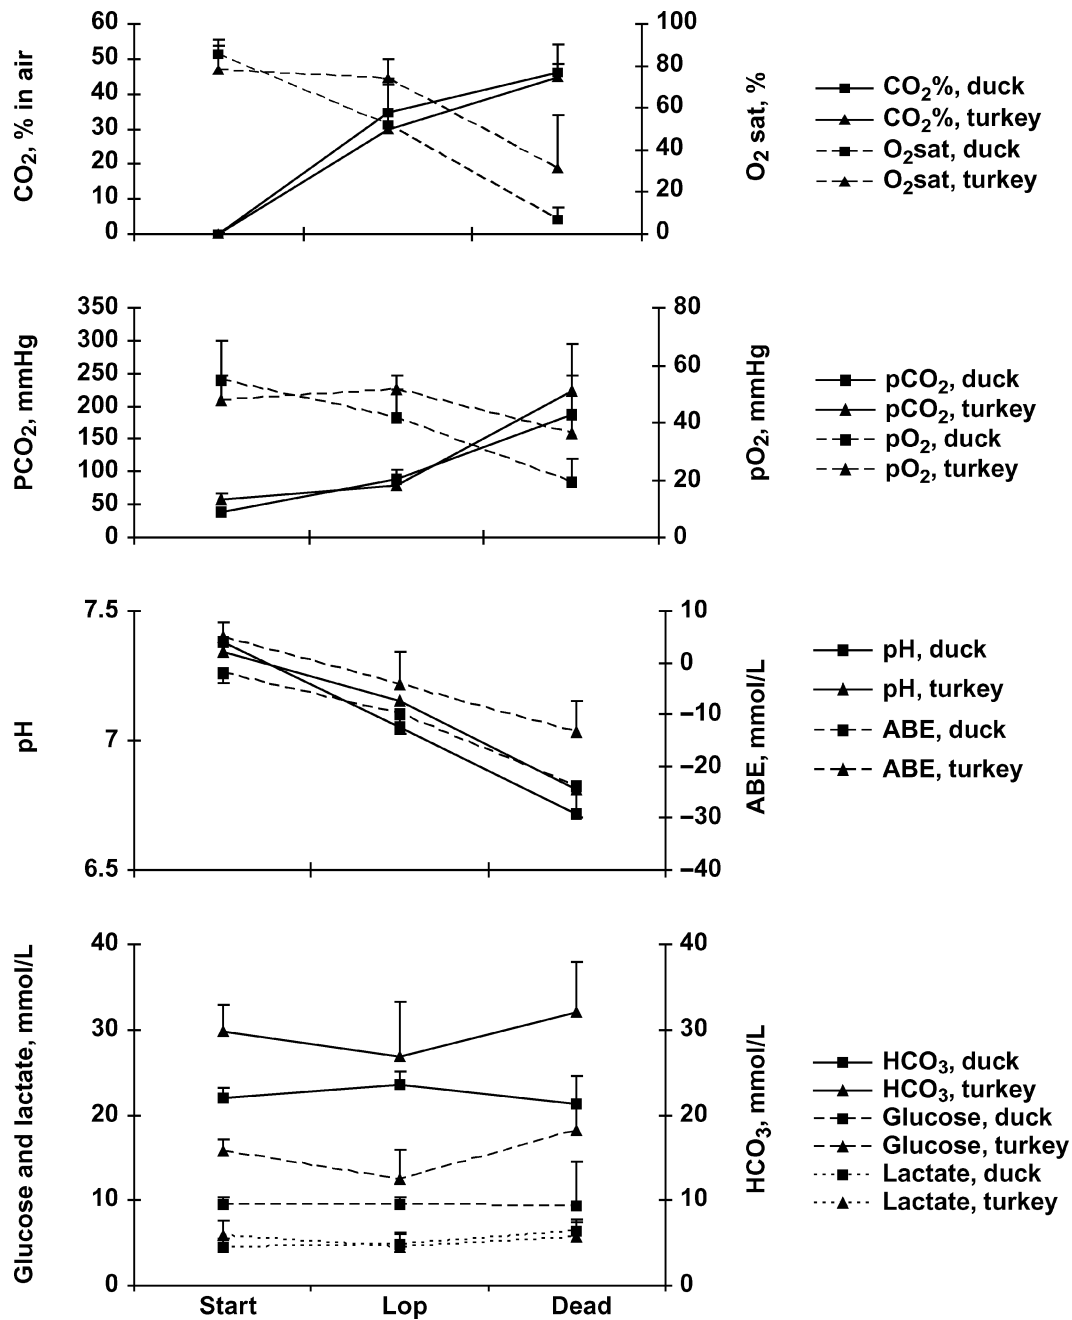 CO₂, % in air
60
50
40
30
20
10
0
100
80
60
40
20
0
O₂ sat, %
CO₂%, duck
CO₂%, turkey
O₂sat, duck
O₂sat, turkey
PCO₂, mmHg
350
300
250
200
150
100
50
0
80
60
40
20
0
pO₂, mmHg
pCO₂, duck
pCO₂, turkey
pO₂, duck
pO₂, turkey
pH
7.5
7
6.5
10
0
−10
−20
−30
−40
ABE, mmol/L
pH, duck
pH, turkey
ABE, duck
ABE, turkey
Glucose and lactate, mmol/L
40
30
20
10
0
40
30
20
10
0
HCO₃, mmol/L
HCO₃, duck
HCO₃, turkey
Glucose, duck
Glucose, turkey
Lactate, duck
Lactate, turkey
Start Lop Dead